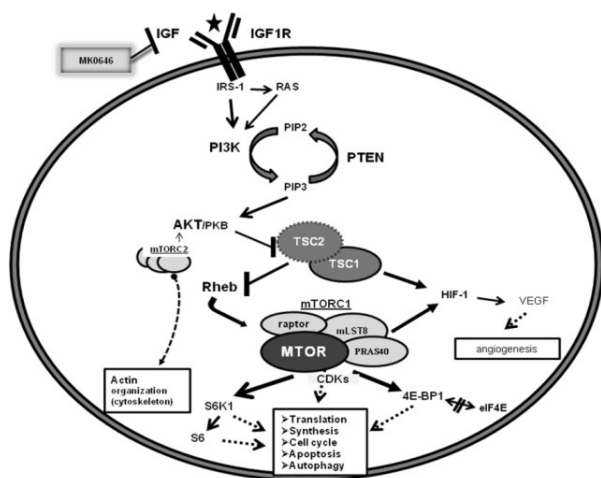 IGF
IGF1R
MK0646
IRS-1
RAS
PIP2
PI3K
PTEN
PIP3
AKT/PKB
mTORC2
TSC2
TSC1
Rheb
mTORC1
HIF-1
VEGF
raptor
mLST8
MTOR
PRAS40
angiogenesis
CDKs
Actin
organization
(cytoskeleton)
S6K1
4E-BP1
eIF4E
S6
➢Translation
➢Synthesis
➢Cell cycle
➢Apoptosis
➢Autophagy